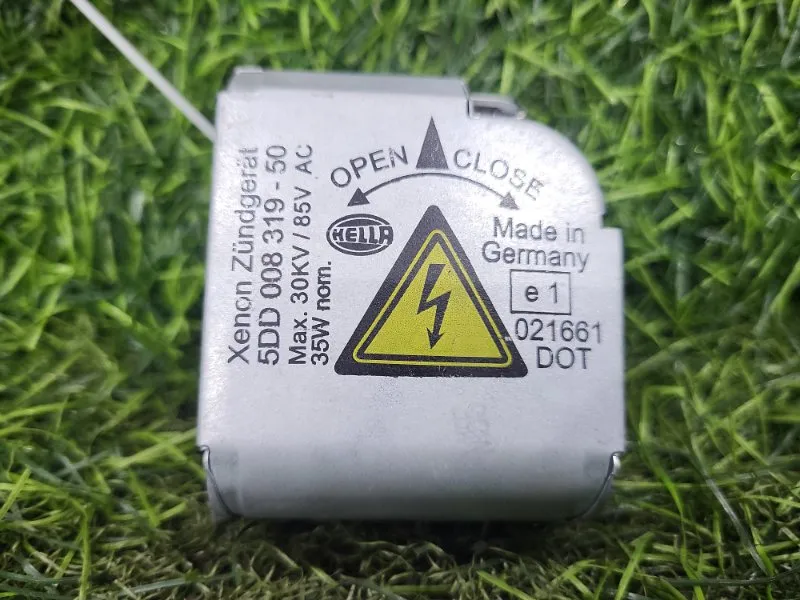 OPEN CLOSE
HELLA
Xenon Zündgerät
5DD 008 319 - 50
Max. 30KV / 85V AC
35W nom.
Made in
Germany
e 1
021661
DOT